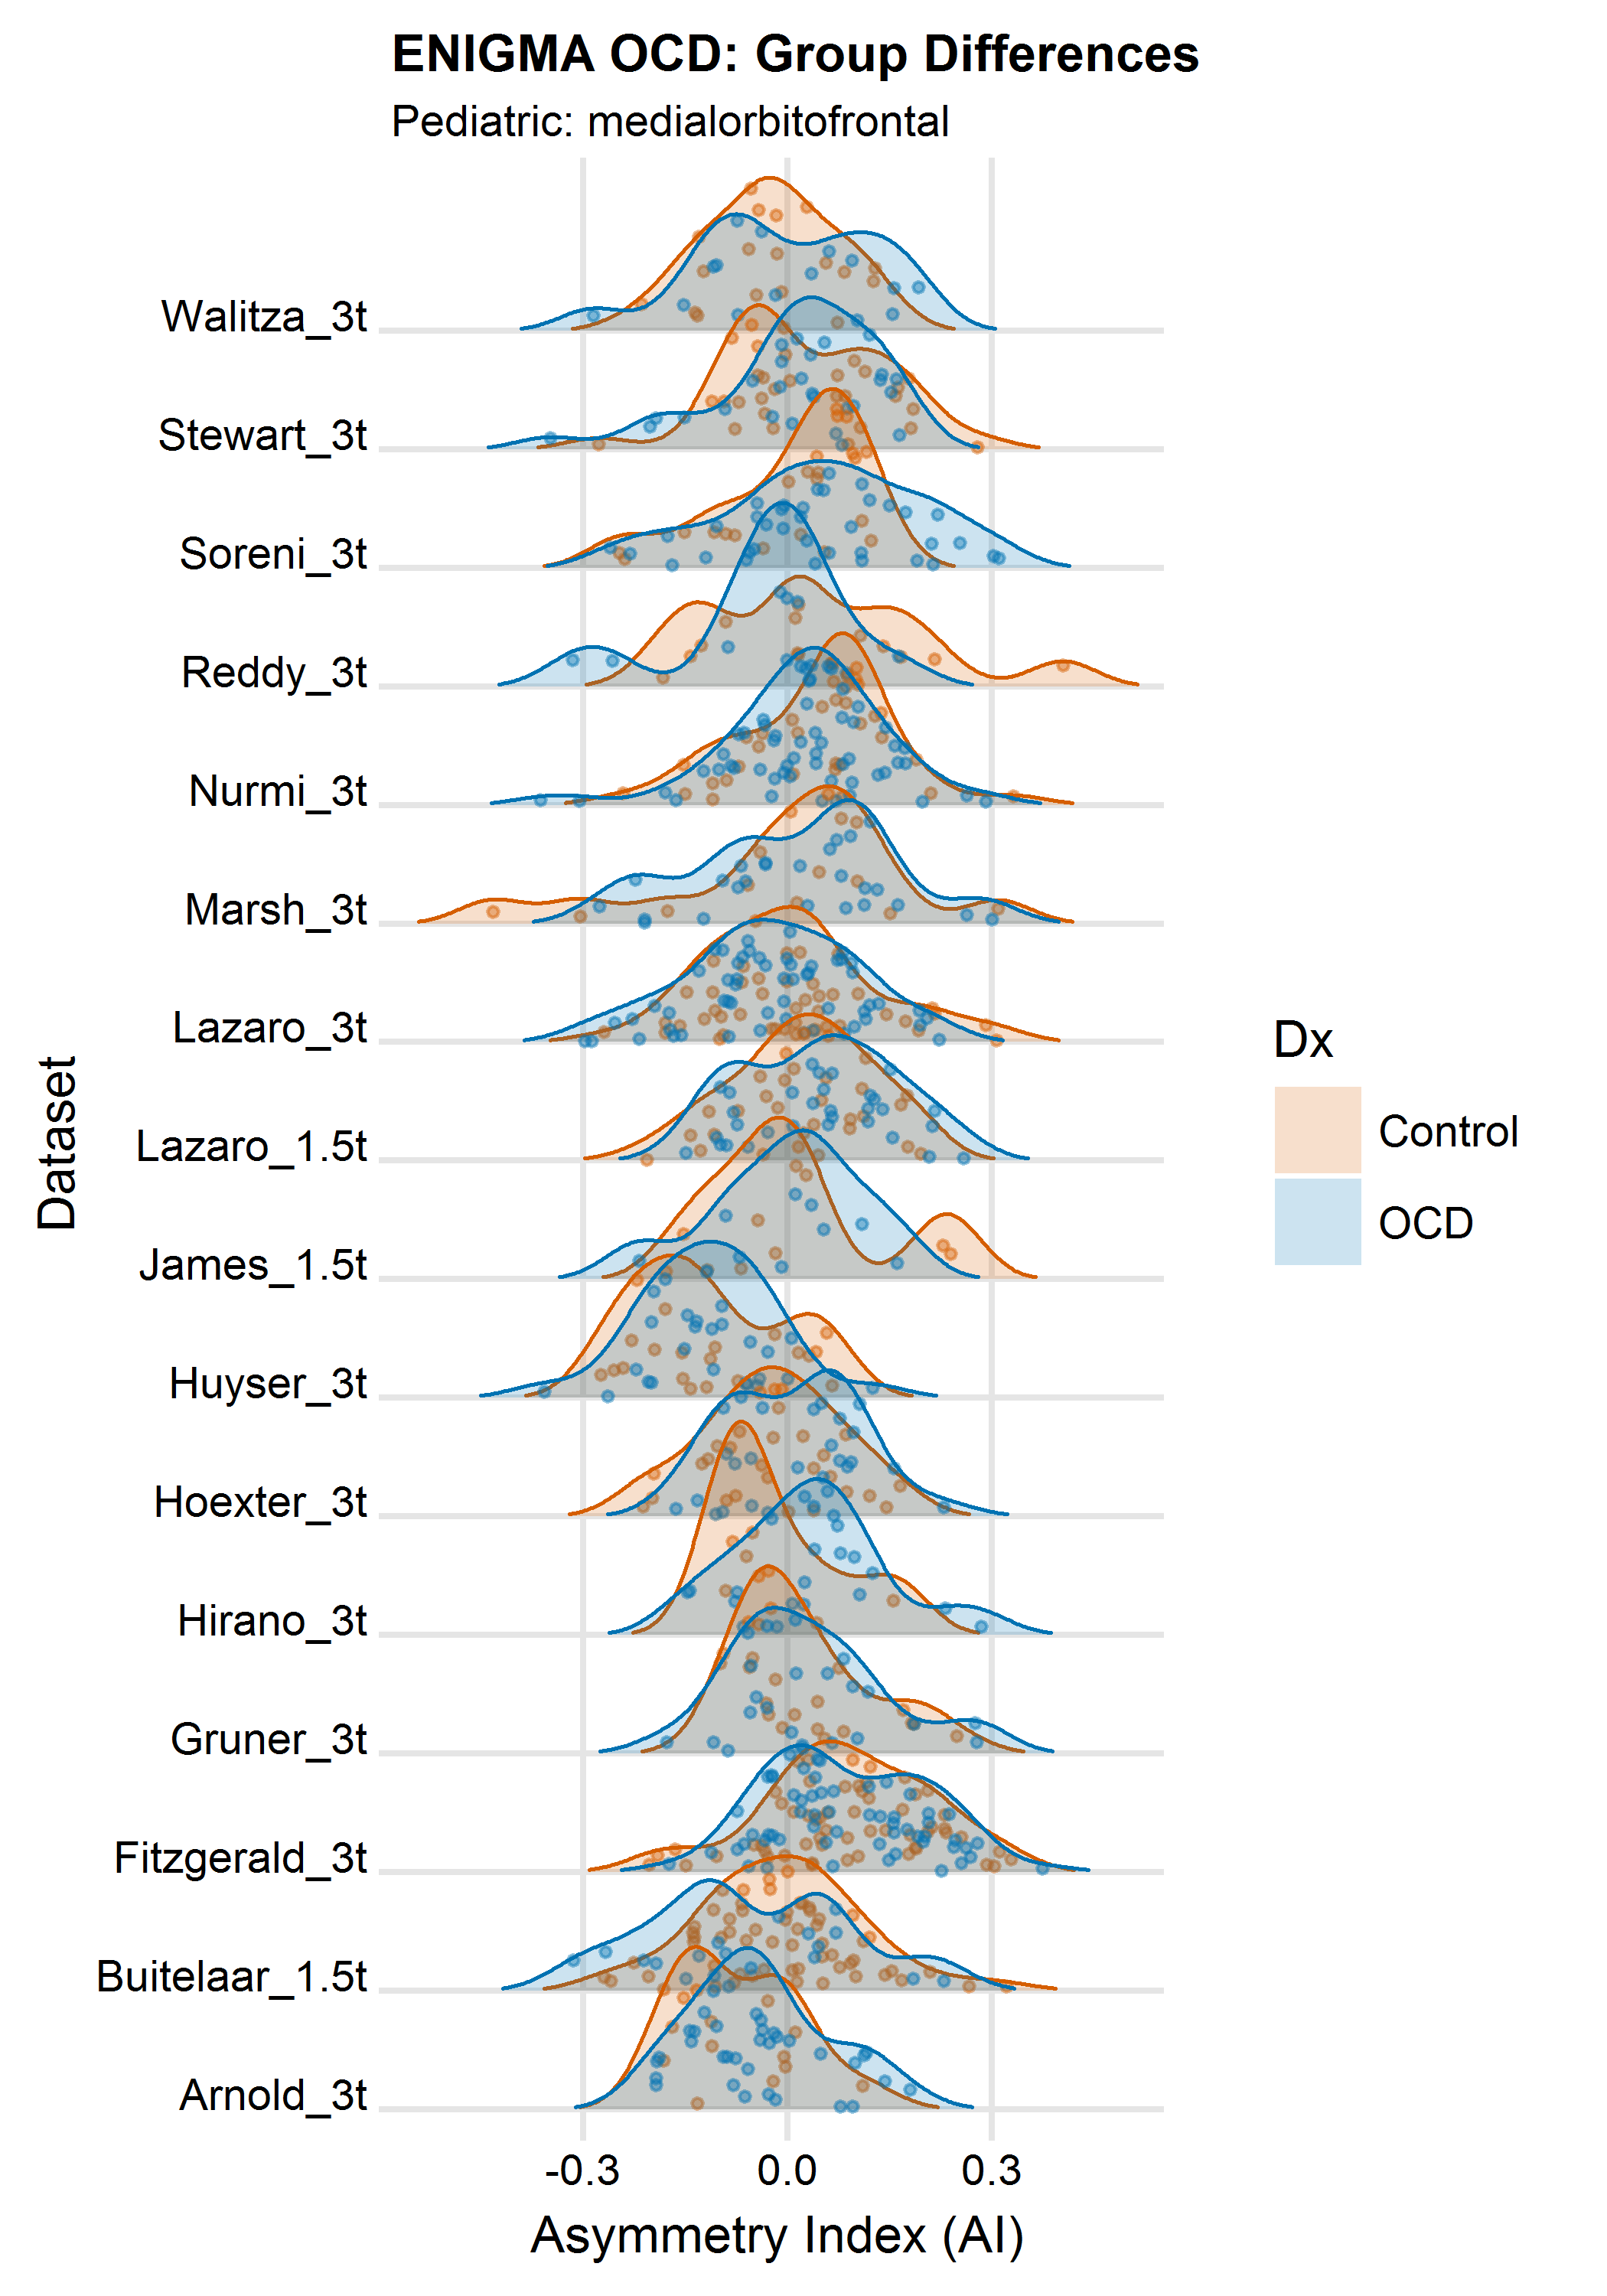 ENIGMA OCD: Group Differences
Pediatric: medialorbitofrontal
Walitza_3t
Stewart_3t
Soreni_3t
Reddy_3t
Nurmi_3t
Marsh_3t
Lazaro_3t
Lazaro_1.5t
James_1.5t
Huyser_3t
Hoexter_3t
Hirano_3t
Gruner_3t
Fitzgerald_3t
Buitelaar_1.5t
Arnold_3t
Dataset
-0.3 0.0 0.3
Asymmetry Index (AI)
Dx
Control
OCD